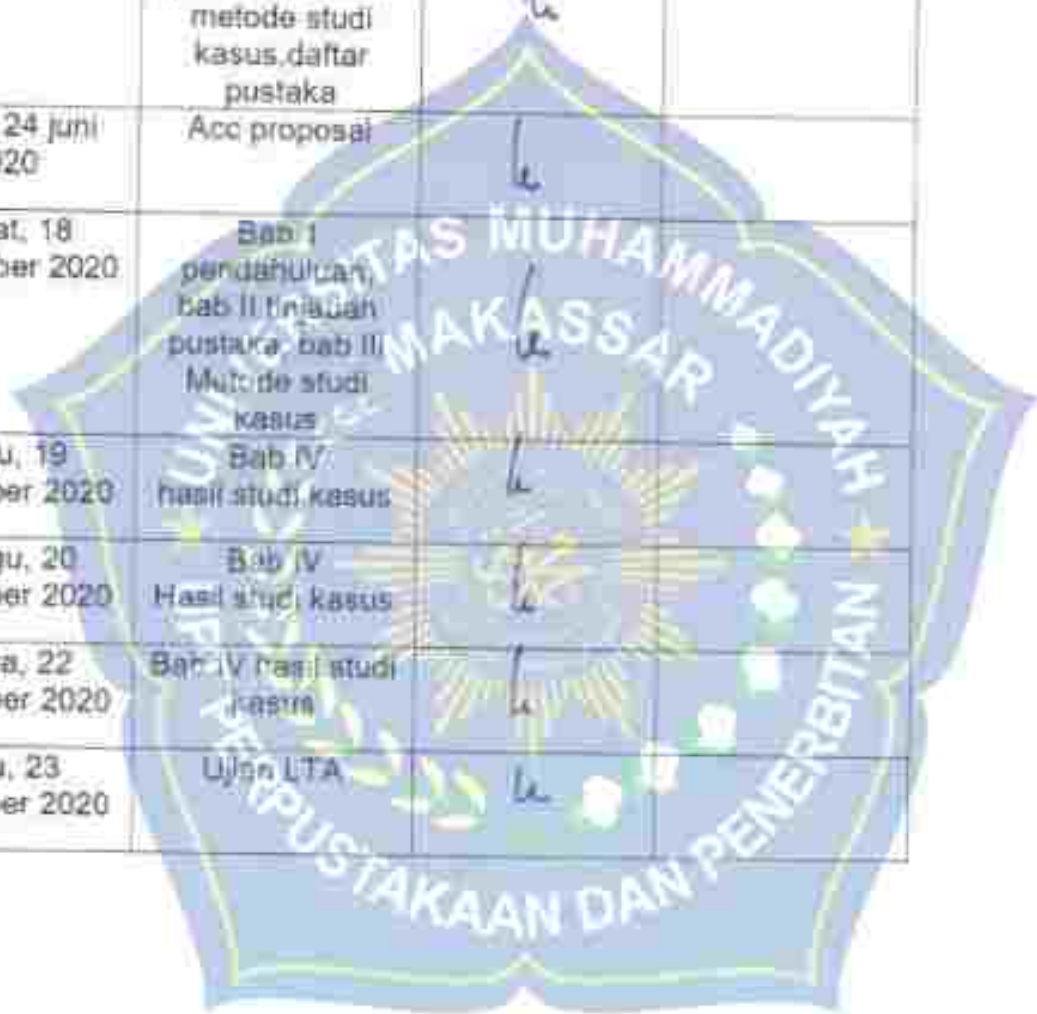 metode studi
kasus,daftar
pustaka
24 juni
020
Acc proposal
at, 18
ber 2020
Bab I
pendahuluan,
bab II tinjauan
pustaka, bab III
Metode studi
kasus
u, 19
ber 2020
Bab IV
hasil studi kasus
gu, 20
ber 2020
Bab IV
Hasil studi kasus
a, 22
ber 2020
Bab IV hasil studi
kasus
u, 23
ber 2020
Ujian LTA
UNIVERSITAS MUHAMMADIYAH
MAKASSAR
PERPUSTAKAAN DAN PENERBITAN